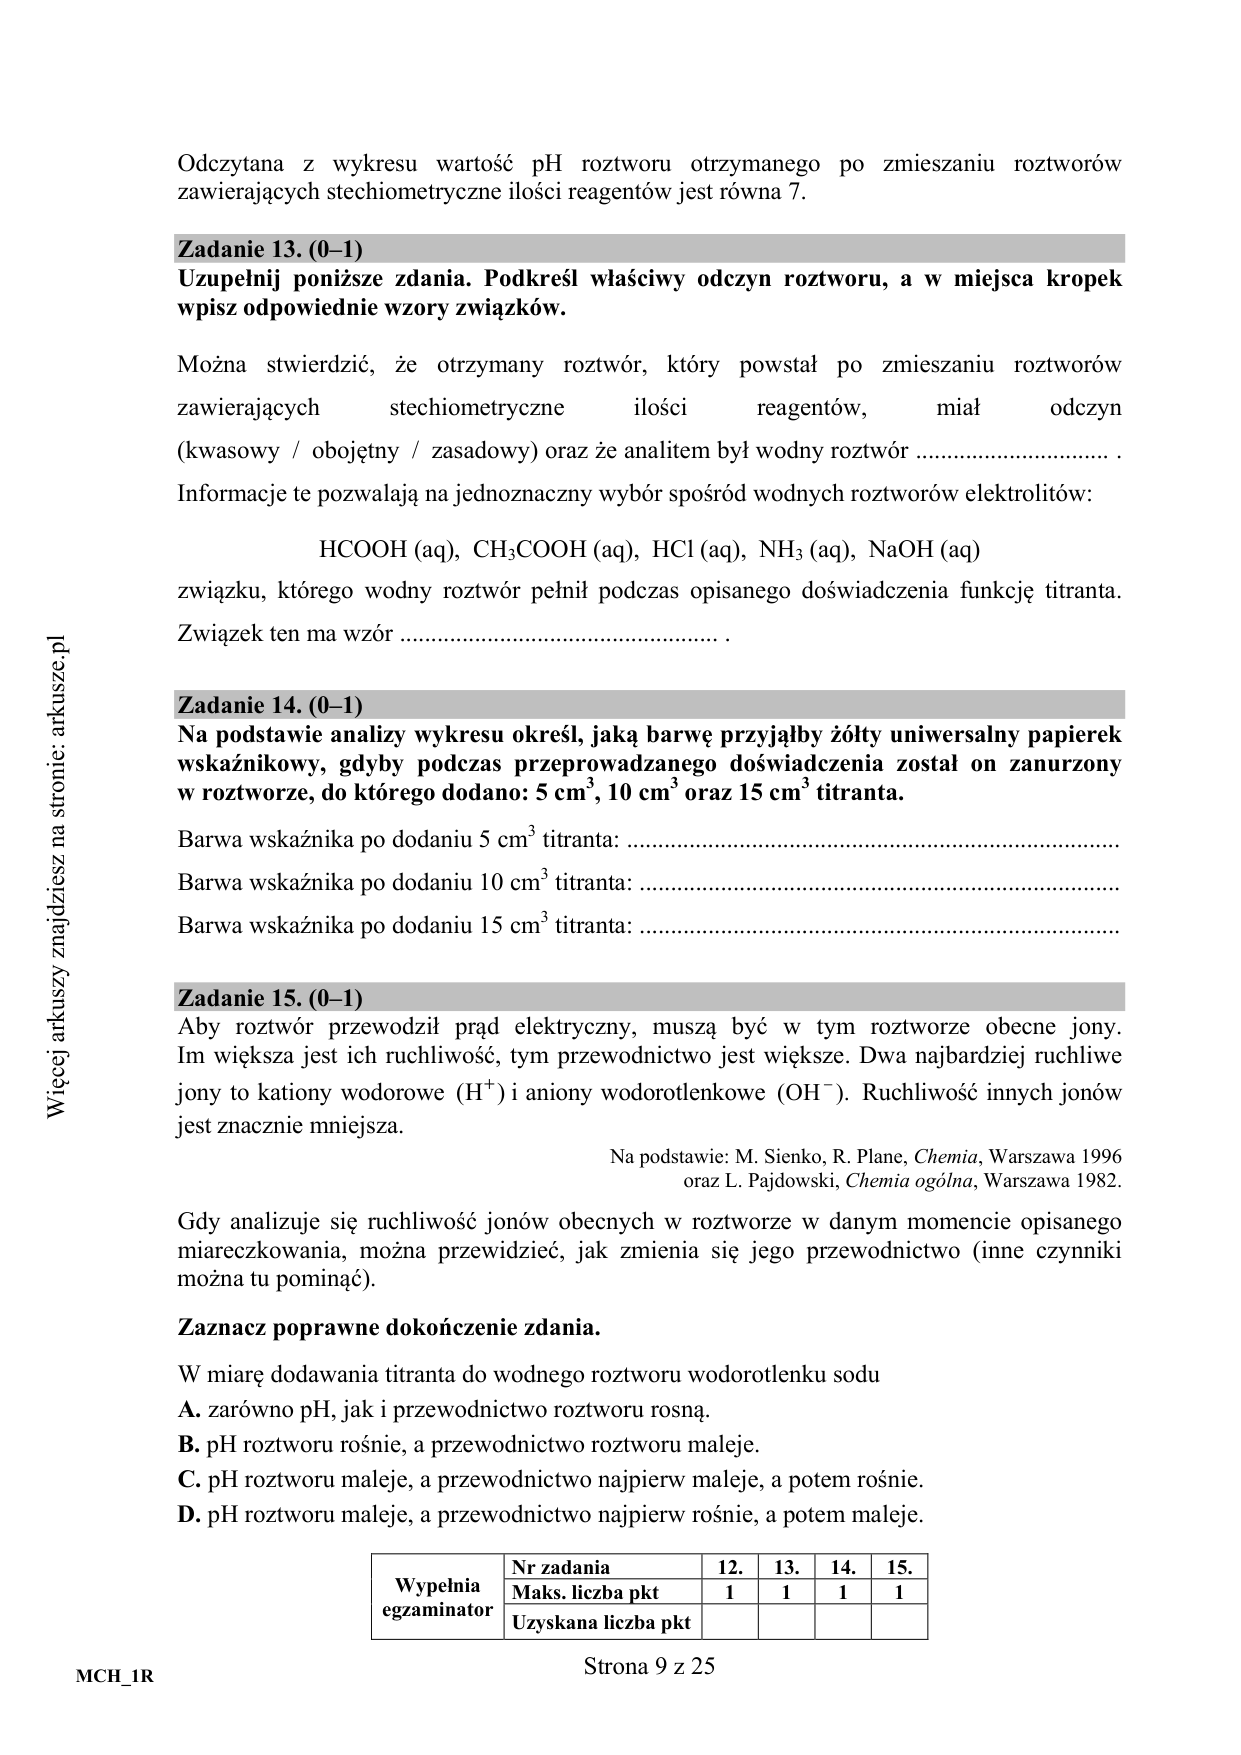 Odczytana z wykresu wartość pH roztworu otrzymanego po zmieszaniu roztworów
zawierających stechiometryczne ilości reagentów jest równa 7.
Zadanie 13. (0–1)
Uzupełnij poniższe zdania. Podkreśl właściwy odczyn roztworu, a w miejsca kropek
wpisz odpowiednie wzory związków.
Można stwierdzić, że otrzymany roztwór, który powstał po zmieszaniu roztworów
zawierających stechiometryczne ilości reagentów, miał odczyn
(kwasowy / obojętny / zasadowy) oraz że analitem był wodny roztwór ............................... .
Informacje te pozwalają na jednoznaczny wybór spośród wodnych roztworów elektrolitów:
HCOOH (aq), CH₃COOH (aq), HCl (aq), NH₃ (aq), NaOH (aq)
związku, którego wodny roztwór pełnił podczas opisanego doświadczenia funkcję titranta.
Związek ten ma wzór ................................................... .
Zadanie 14. (0–1)
Na podstawie analizy wykresu określ, jaką barwę przyjąłby żółty uniwersalny papierek
wskaźnikowy, gdyby podczas przeprowadzanego doświadczenia został on zanurzony
w roztworze, do którego dodano: 5 cm³, 10 cm³ oraz 15 cm³ titranta.
Barwa wskaźnika po dodaniu 5 cm³ titranta: ...............................................................................
Barwa wskaźnika po dodaniu 10 cm³ titranta: .............................................................................
Barwa wskaźnika po dodaniu 15 cm³ titranta: .............................................................................
Zadanie 15. (0–1)
Aby roztwór przewodził prąd elektryczny, muszą być w tym roztworze obecne jony.
Im większa jest ich ruchliwość, tym przewodnictwo jest większe. Dwa najbardziej ruchliwe
jony to kationy wodorowe (H⁺) i aniony wodorotlenkowe (OH⁻). Ruchliwość innych jonów
jest znacznie mniejsza.
Na podstawie: M. Sienko, R. Plane, Chemia, Warszawa 1996
oraz L. Pajdowski, Chemia ogólna, Warszawa 1982.
Gdy analizuje się ruchliwość jonów obecnych w roztworze w danym momencie opisanego
miareczkowania, można przewidzieć, jak zmienia się jego przewodnictwo (inne czynniki
można tu pominąć).
Zaznacz poprawne dokończenie zdania.
W miarę dodawania titranta do wodnego roztworu wodorotlenku sodu
A. zarówno pH, jak i przewodnictwo roztworu rosną.
B. pH roztworu rośnie, a przewodnictwo roztworu maleje.
C. pH roztworu maleje, a przewodnictwo najpierw maleje, a potem rośnie.
D. pH roztworu maleje, a przewodnictwo najpierw rośnie, a potem maleje.
Wypełnia egzaminator
Nr zadania 12. 13. 14. 15.
Maks. liczba pkt 1 1 1 1
Uzyskana liczba pkt
Strona 9 z 25
MCH_1R
Więcej arkuszy znajdziesz na stronie: arkusze.pl